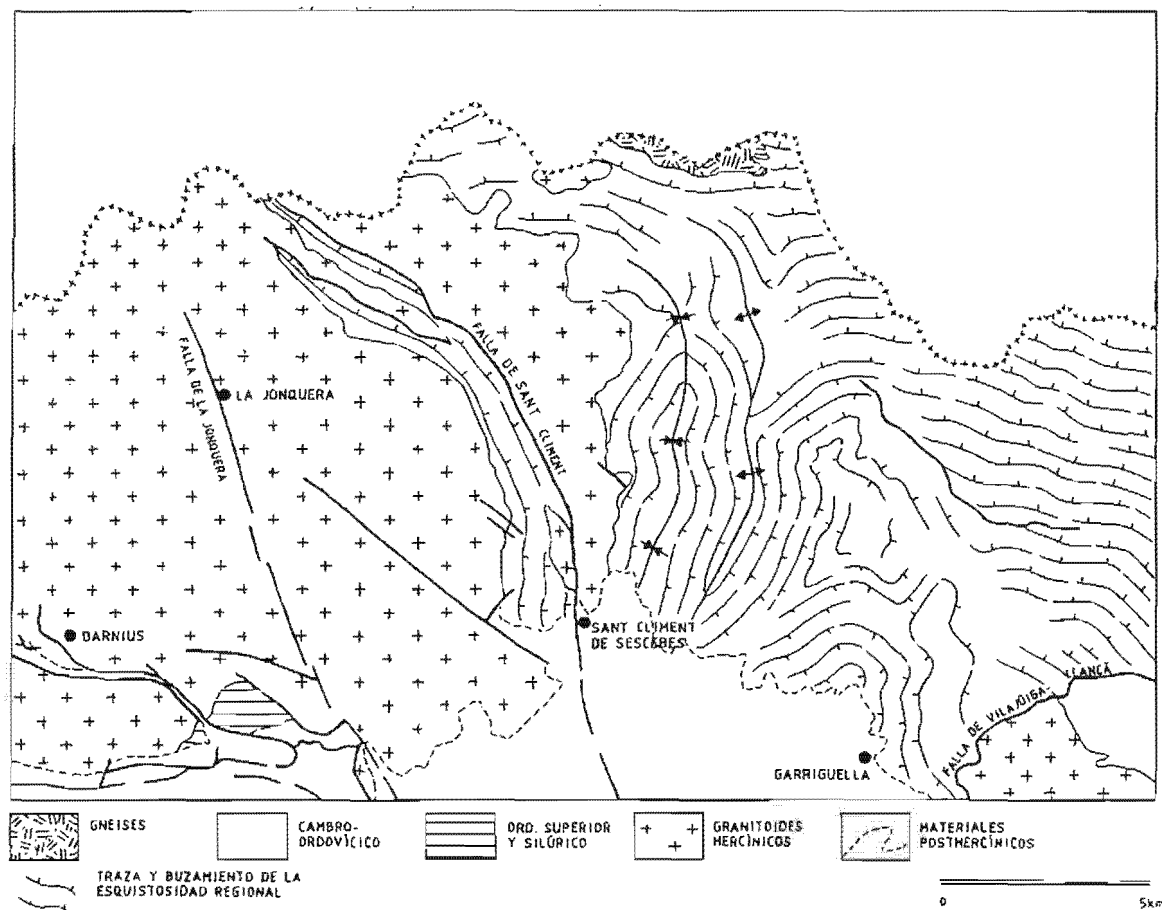 FALLA DE SANT CLIMENT
FALLA DE LA JONQUERA
LA JONQUERA
DARNIUS
SANT CLIMENT
DE SESCEBES
GARRIGUELLA
FALLA DE VILAJÜIGA-LLANÇÀ
GNEISES
CAMBRO-
ORDOVÍCICO
ORD. SUPERIOR
Y SILÚRICO
GRANITOIDES
HERCÍNICOS
MATERIALES
POSTHERCÍNICOS
TRAZA Y BUZAMIENTO DE LA
ESQUISTOSIDAD REGIONAL
0 5km